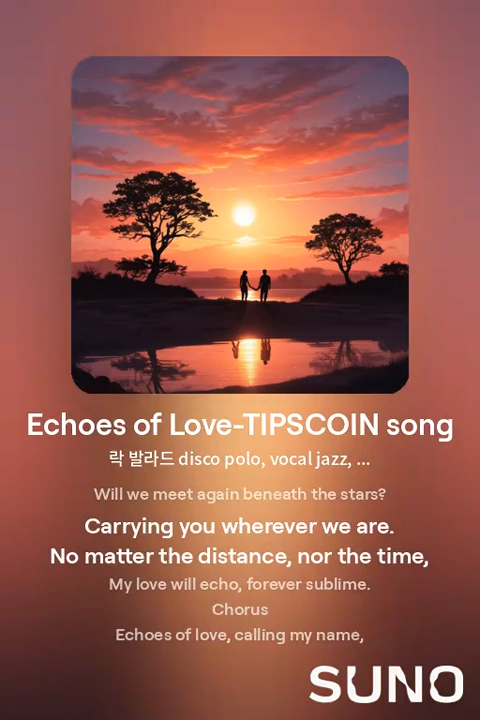 Echoes of Love-TIPSCOIN song
락 발라드 disco polo, vocal jazz, ...
Will we meet again beneath the stars?
Carrying you wherever we are.
No matter the distance, nor the time,
My love will echo, forever sublime.
Chorus
Echoes of love, calling my name,
SUNO